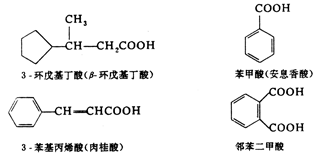 CH₃
CH—CH₂COOH
3 - 环戊基丁酸(β- 环戊基丁酸)
COOH
苯甲酸(安息香酸)
CH=CHCOOH
3 - 苯基丙烯酸(肉桂酸)
COOH
COOH
邻苯二甲酸